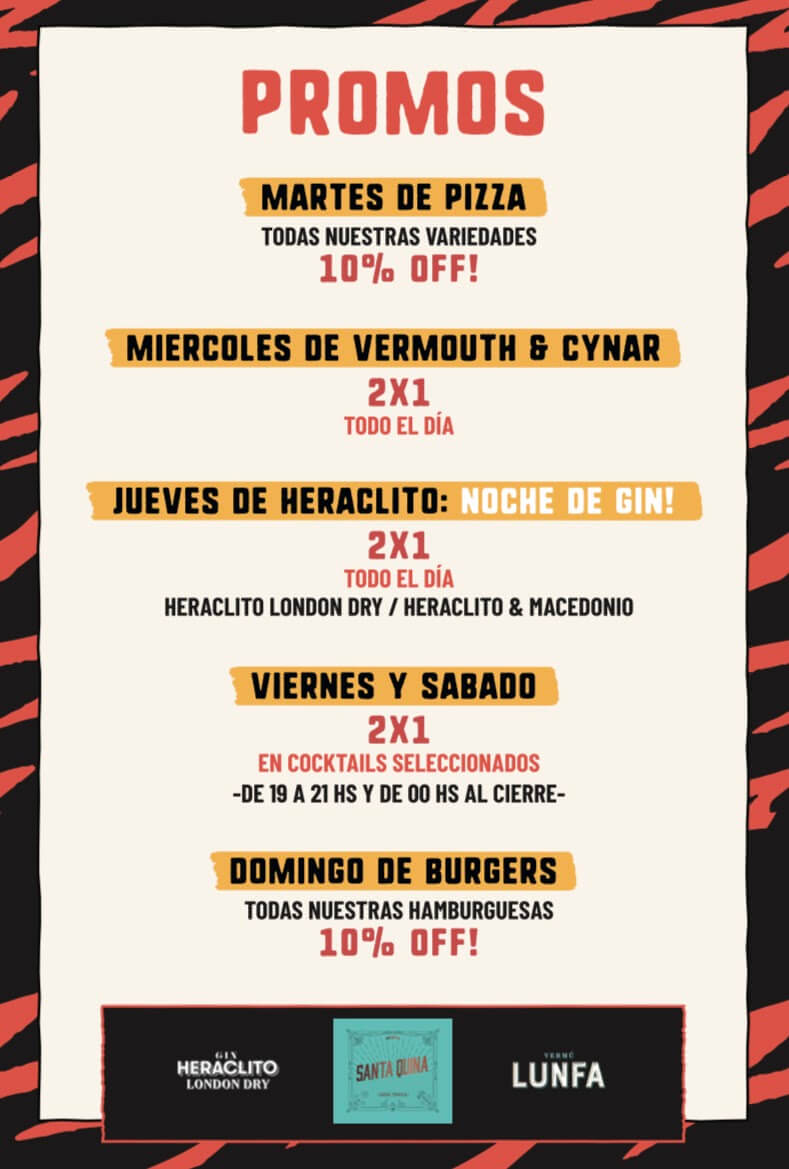 PROMOS
MARTES DE PIZZA
TODAS NUESTRAS VARIEDADES
10% OFF!
MIERCOLES DE VERMOUTH & CYNAR
2X1
TODO EL DÍA
JUEVES DE HERACLITO: NOCHE DE GIN!
2X1
TODO EL DÍA
HERACLITO LONDON DRY / HERACLITO & MACEDONIO
VIERNES Y SABADO
2X1
EN COCKTAILS SELECCIONADOS
-DE 19 A 21 HS Y DE 00 HS AL CIERRE-
DOMINGO DE BURGERS
TODAS NUESTRAS HAMBURGUESAS
10% OFF!
GIN
HERACLITO
LONDON DRY
SANTA QUINA
VERMÚ
LUNFA